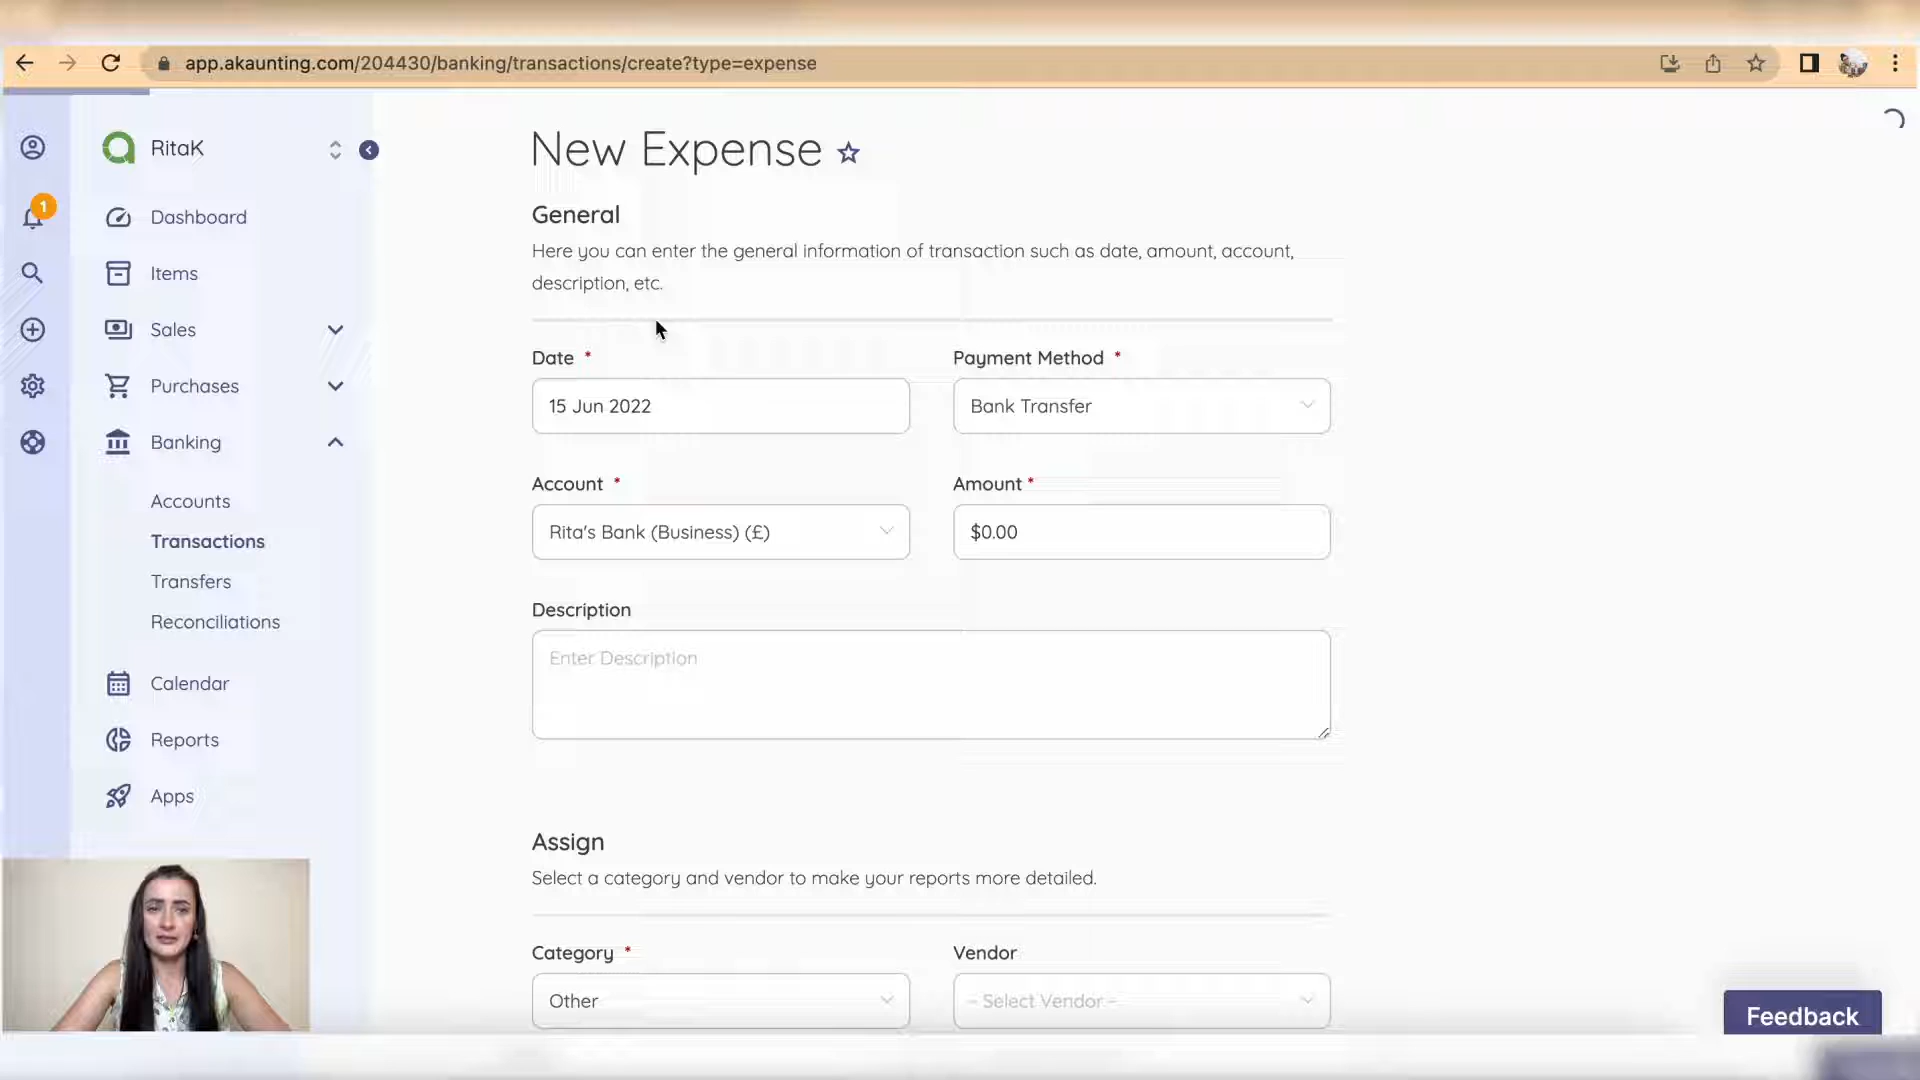 app.akaunting.com/204430/banking/transactions/create?type=expense
RitaK
1
Dashboard
Items
Sales
Purchases
Banking
Accounts
Transactions
Transfers
Reconciliations
Calendar
Reports
Apps
New Expense
General
Here you can enter the general information of transaction such as date, amount, account,
description, etc.
Date *
Payment Method *
15 Jun 2022
Bank Transfer
Account *
Amount *
Rita's Bank (Business) (£)
$0.00
Description
Enter Description
Assign
Select a category and vendor to make your reports more detailed.
Category *
Vendor
Other
- Select Vendor -
Feedback